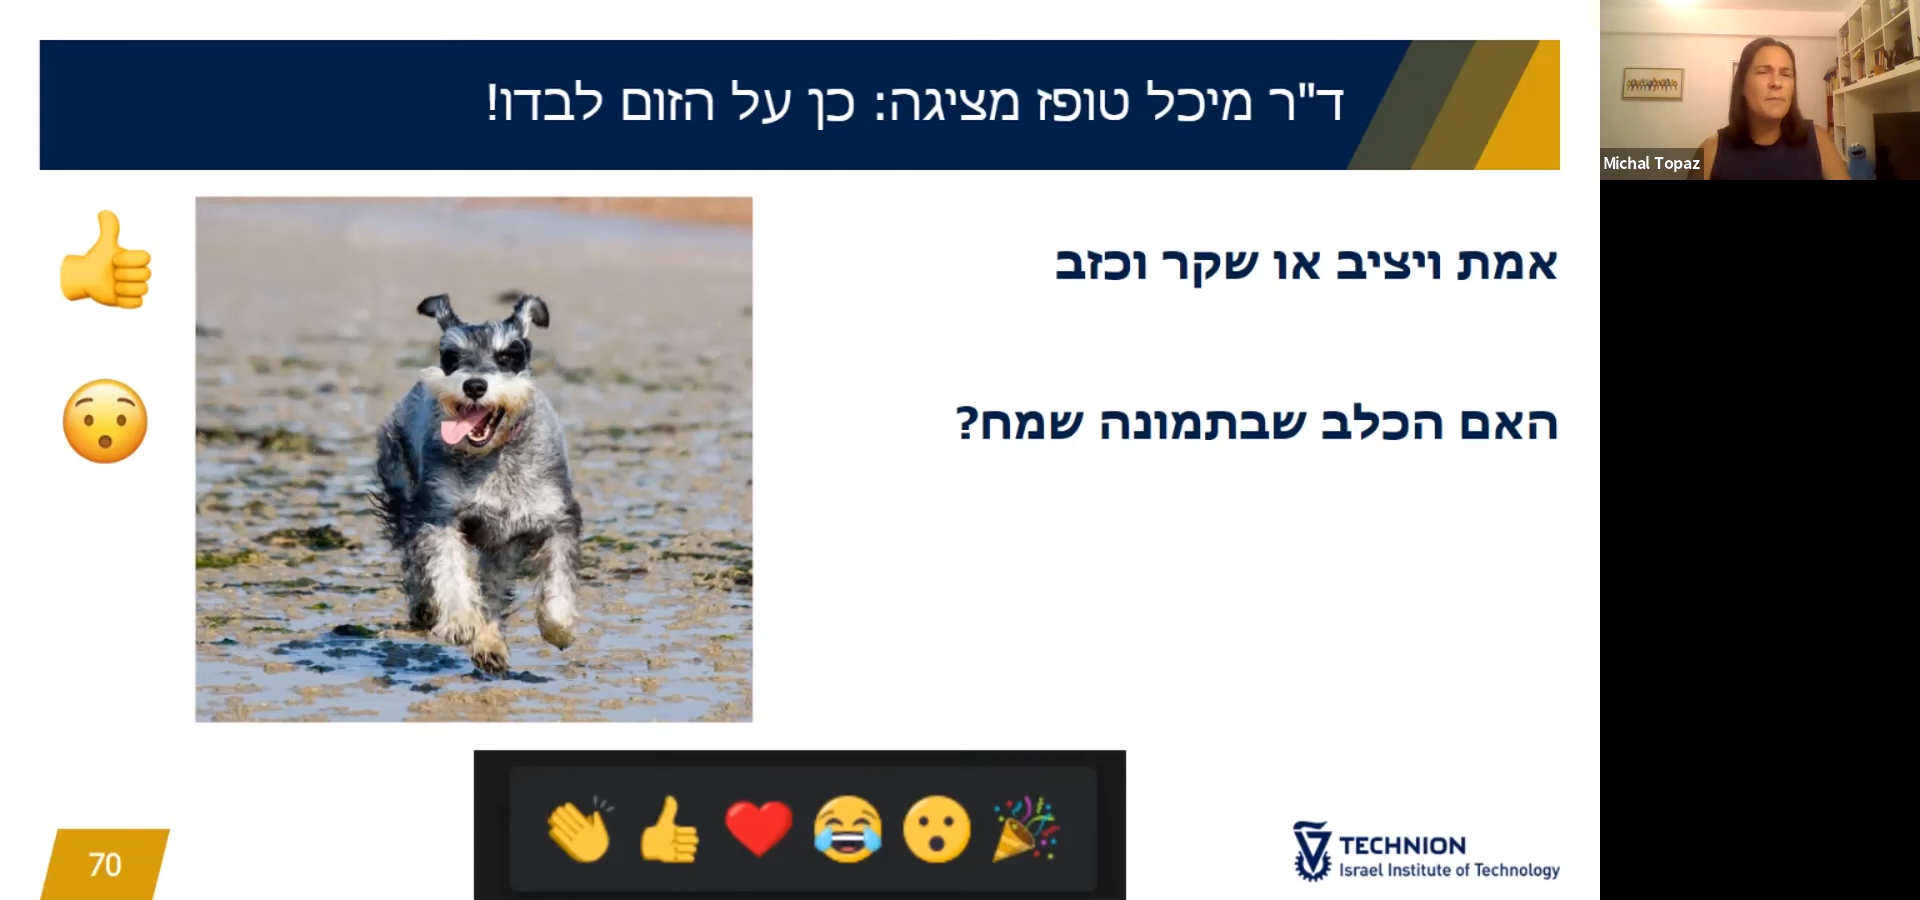 ד"ר מיכל טופז מציגה: כן על הזום לבדו!
אמת ויציב או שקר וכזב
האם הכלב שבתמונה שמח?
70
TECHNION
Israel Institute of Technology
Michal Topaz